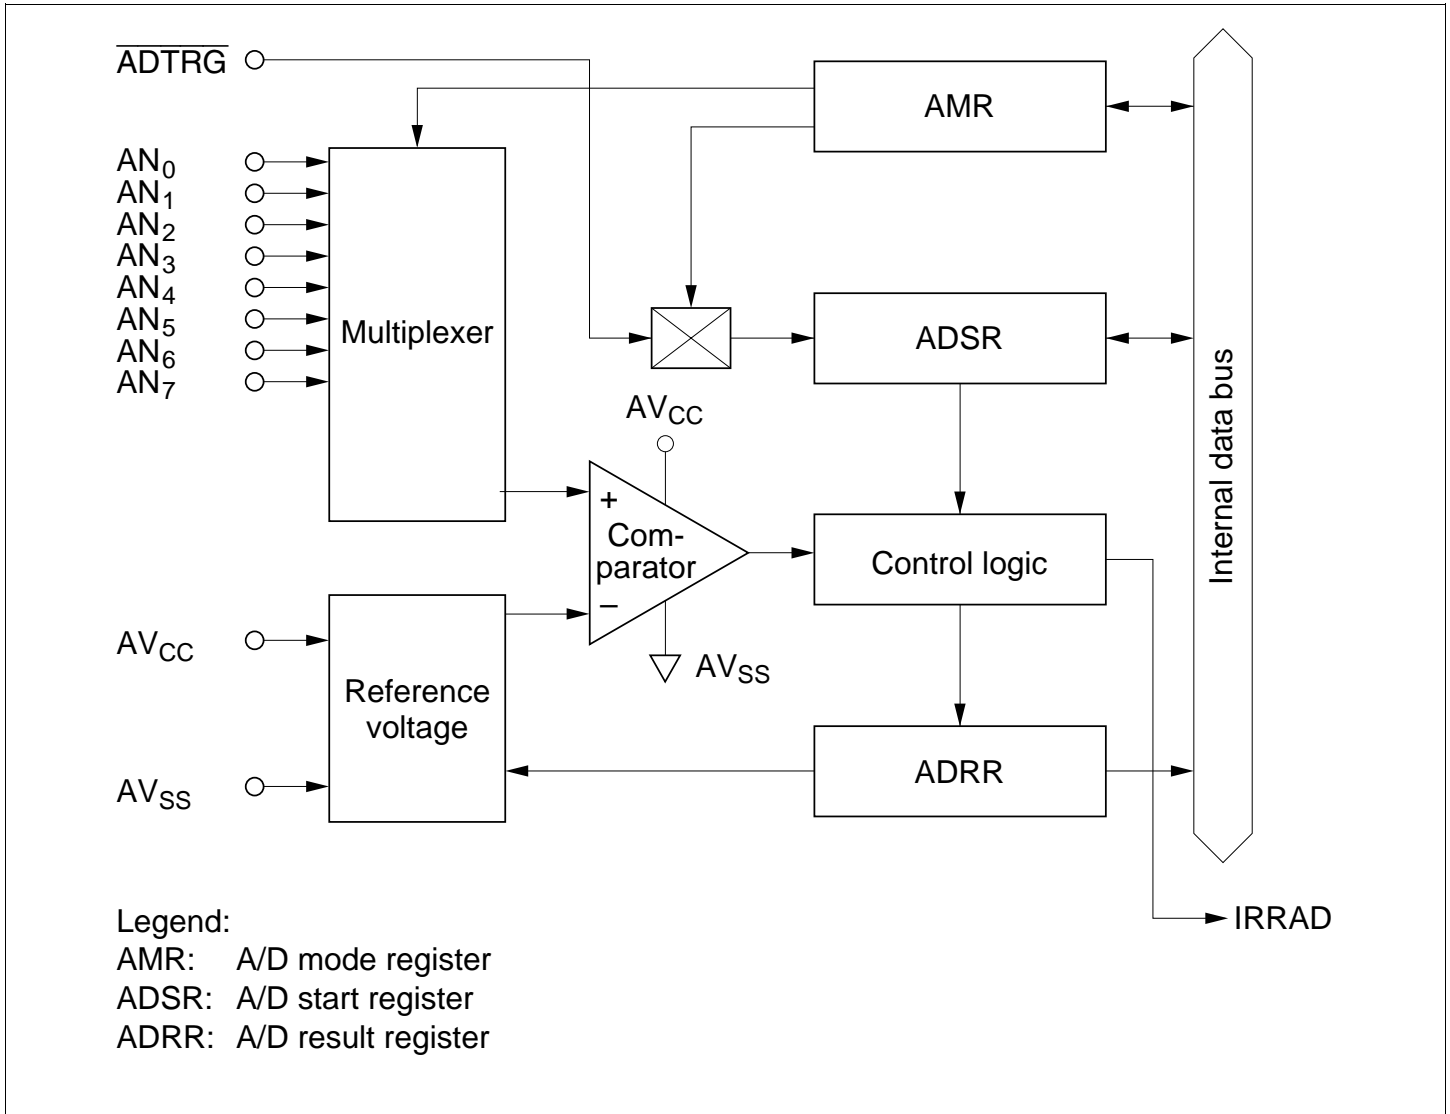 ADTRG
AMR
AN0
AN1
AN2
AN3
AN4
AN5
AN6
AN7
Multiplexer
ADSR
AVCC
+
Com-
parator
−
AVSS
Control logic
AVCC
AVSS
Reference
voltage
ADRR
Internal data bus
IRRAD
Legend:
AMR: A/D mode register
ADSR: A/D start register
ADRR: A/D result register